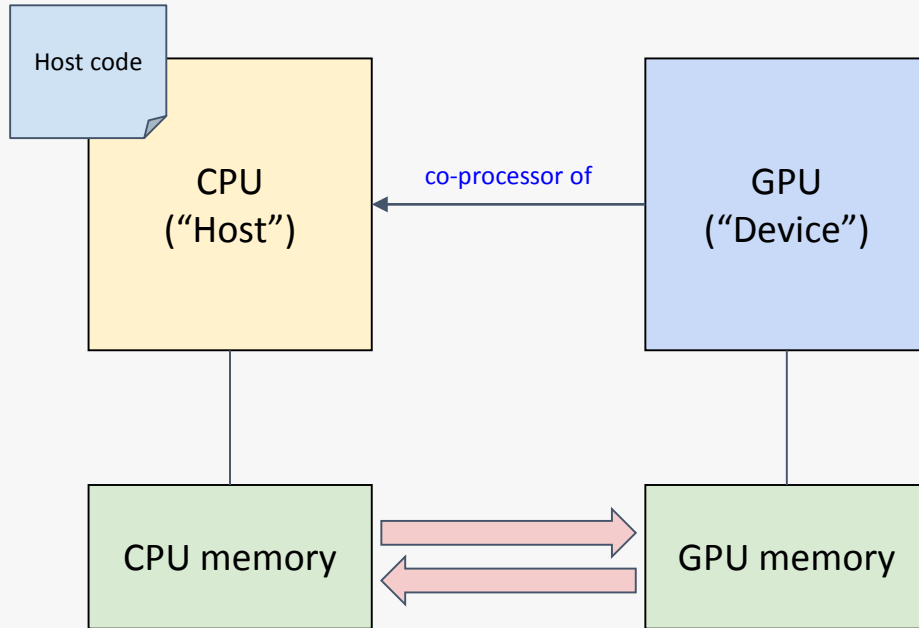 Host code
CPU
(“Host”)
co-processor of
GPU
(“Device”)
CPU memory
GPU memory